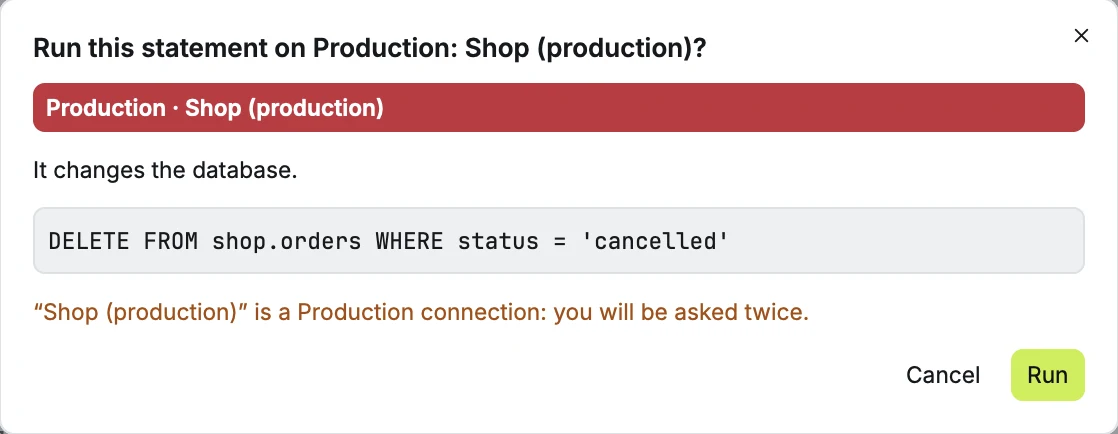 Run this statement on Production: Shop (production)?
Production · Shop (production)
It changes the database.
DELETE FROM shop.orders WHERE status = 'cancelled'
“Shop (production)” is a Production connection: you will be asked twice.
Cancel
Run